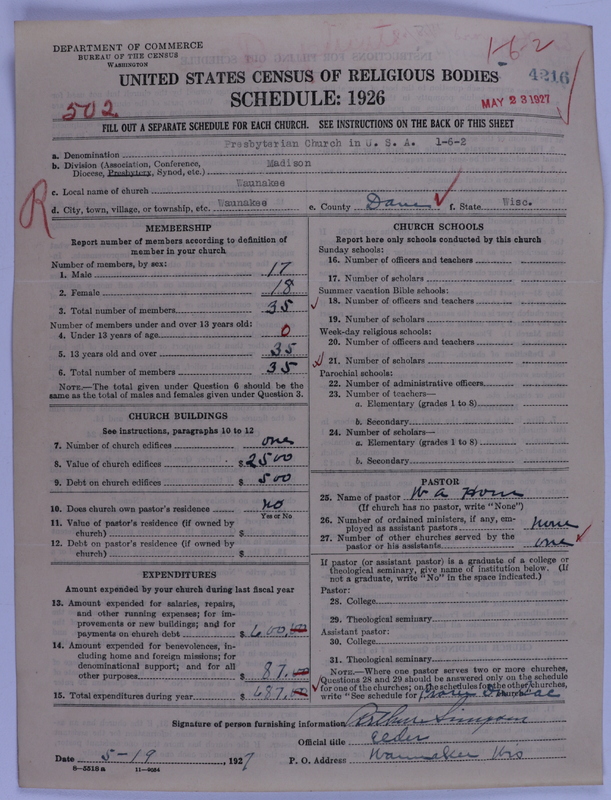 1-6-2
DEPARTMENT OF COMMERCE
BUREAU OF THE CENSUS
WASHINGTON
UNITED STATES CENSUS OF RELIGIOUS BODIES
4216
SCHEDULE: 1926
502
MAY 23 1927
FILL OUT A SEPARATE SCHEDULE FOR EACH CHURCH. SEE INSTRUCTIONS ON THE BACK OF THIS SHEET
a. Denomination Presbyterian Church in U. S. A. 1-6-2
b. Division (Association, Conference, Diocese, Presbytery, Synod, etc.) Madison
c. Local name of church Waunakee
d. City, town, village, or township, etc. Waunakee e. County Dane f. State Wisc.
R
MEMBERSHIP
Report number of members according to definition of member in your church
Number of members, by sex:
1. Male 17
2. Female 18
3. Total number of members 35
Number of members under and over 13 years old:
4. Under 13 years of age 0
5. 13 years old and over 35
6. Total number of members 35
NOTE.—The total given under Question 6 should be the same as the total of males and females given under Question 3.
CHURCH BUILDINGS
See instructions, paragraphs 10 to 12
7. Number of church edifices one
8. Value of church edifices $ 2500
9. Debt on church edifices $ 500
10. Does church own pastor's residence no
Yes or No
11. Value of pastor's residence (if owned by church) $
12. Debt on pastor's residence (if owned by church) $
EXPENDITURES
Amount expended by your church during last fiscal year
13. Amount expended for salaries, repairs, and other running expenses; for improvements or new buildings; and for payments on church debt $ 600.00
14. Amount expended for benevolences, including home and foreign missions; for denominational support; and for all other purposes $ 87.00
15. Total expenditures during year $ 687.00
CHURCH SCHOOLS
Report here only schools conducted by this church
Sunday schools:
16. Number of officers and teachers
17. Number of scholars
Summer vacation Bible schools:
18. Number of officers and teachers
19. Number of scholars
Week-day religious schools:
20. Number of officers and teachers
21. Number of scholars
Parochial schools:
22. Number of administrative officers
23. Number of teachers—
a. Elementary (grades 1 to 8)
b. Secondary
24. Number of scholars—
a. Elementary (grades 1 to 8)
b. Secondary
PASTOR
25. Name of pastor W A
(If church has no pastor, write "None")
26. Number of ordained ministers, if any, employed as assistant pastors none
27. Number of other churches served by the pastor or his assistants one
If pastor (or assistant pastor) is a graduate of a college or theological seminary, give name of institution below. (If not a graduate, write "No" in the space indicated.)
Pastor:
28. College
29. Theological seminary
Assistant pastor:
30. College
31. Theological seminary
NOTE.—Where one pastor serves two or more churches, Questions 28 and 29 should be answered only on the schedule for one of the churches; on the schedules for the other churches, write "See schedule for church."
Signature of person furnishing information Arthur Simpson
Official title Elder
Date 5-19, 1927 P. O. Address Waunakee Wis
8-5518a 11-9054